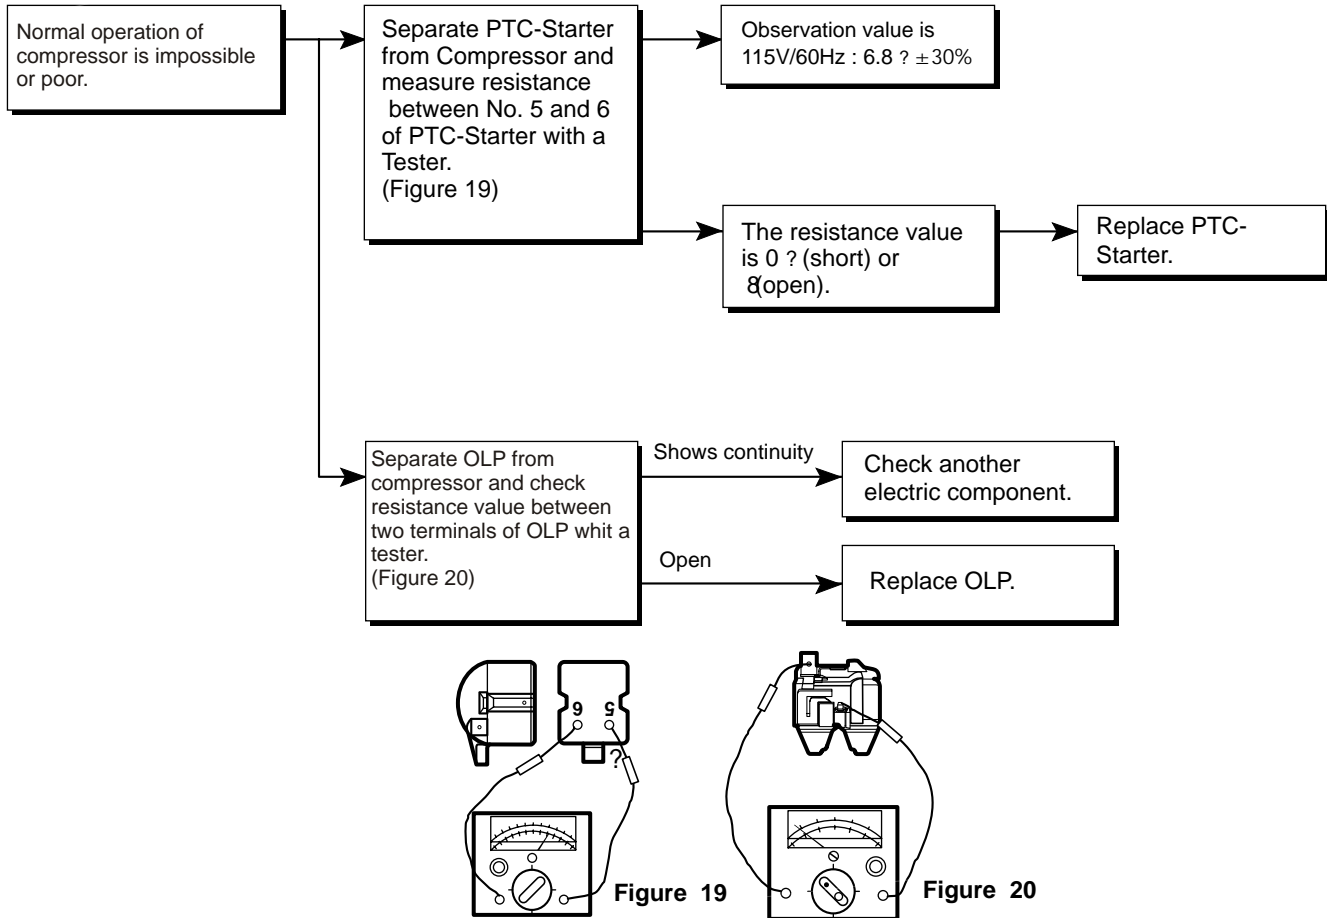 Normal operation of
compressor is impossible
or poor.
Separate PTC-Starter
from Compressor and
measure resistance
between No. 5 and 6
of PTC-Starter with a
Tester.
(Figure 19)
Observation value is
115V/60Hz : 6.8 ? ±30%
The resistance value
is 0 ? (short) or
8(open).
Replace PTC-
Starter.
Separate OLP from
compressor and check
resistance value between
two terminals of OLP whit a
tester.
(Figure 20)
Shows continuity
Check another
electric component.
Open
Replace OLP.
6 5
?
Figure 19
Figure 20